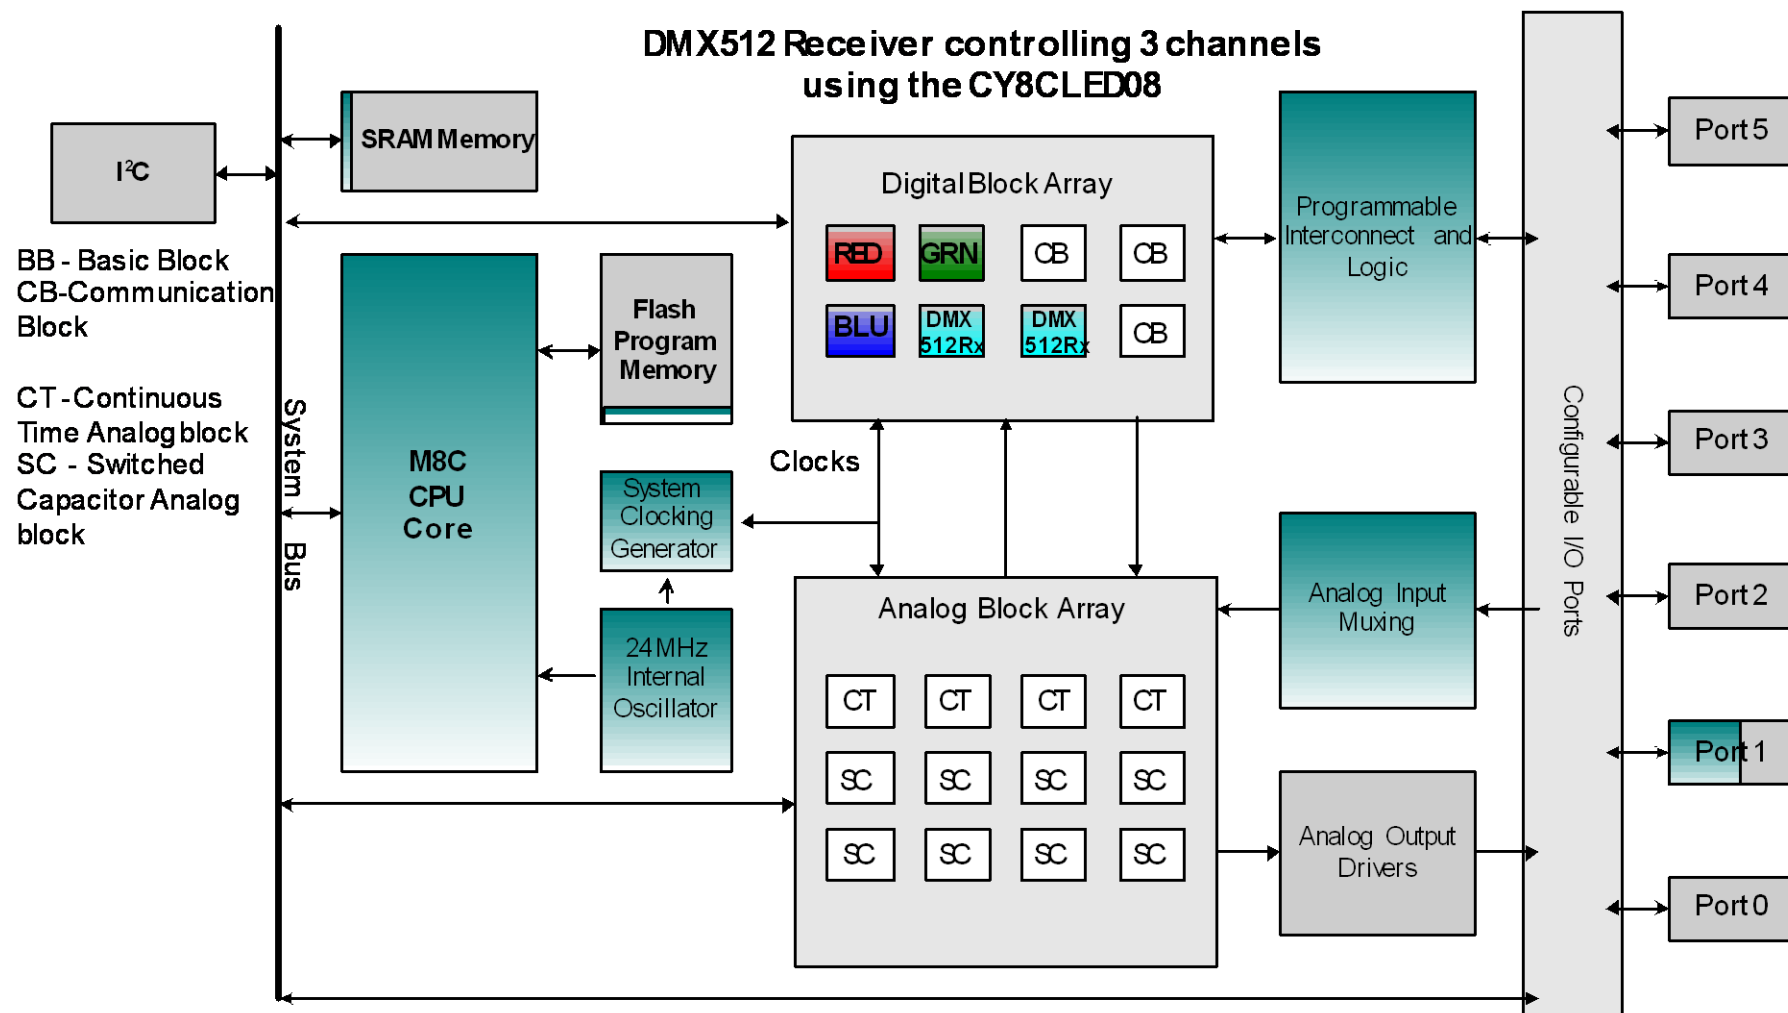 DMX512 Receiver controlling 3 channels
using the CY8CLED08
I²C
SRAM Memory
BB - Basic Block
CB-Communication
Block
CT - Continuous
Time Analog block
SC - Switched
Capacitor Analog
block
System Bus
M8C
CPU
Core
Flash
Program
Memory
System
Clocking
Generator
24 MHz
Internal
Oscillator
Clocks
Digital Block Array
RED GRN CB CB
BLU DMX 512Rx DMX 512Rx CB
Analog Block Array
CT CT CT CT
SC SC SC SC
SC SC SC SC
Programmable
Interconnect and
Logic
Analog Input
Muxing
Analog Output
Drivers
Configurable I/O Ports
Port 5
Port 4
Port 3
Port 2
Port 1
Port 0